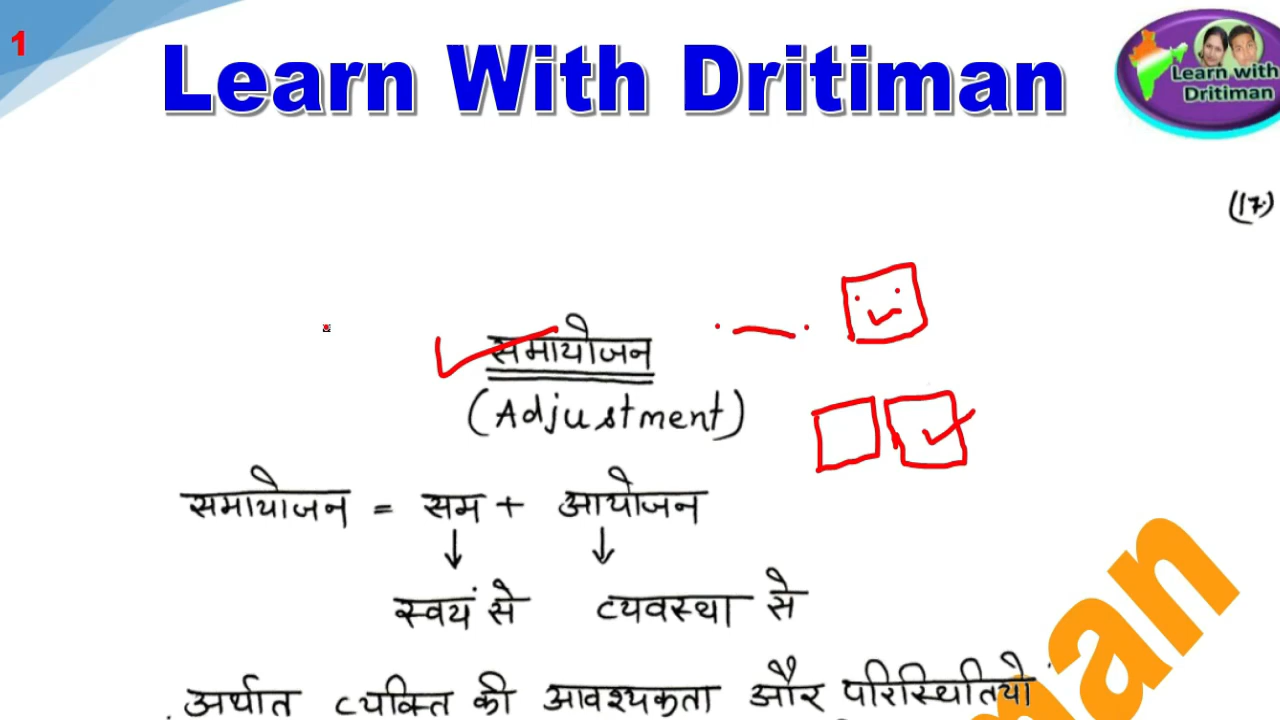 1
Learn With Dritiman
Learn with
Dritiman
(17)
समायोजन
(Adjustment)
समायोजन = सम + आयोजन
स्वयं से व्यवस्था से
man
अर्थात व्यक्ति की आवश्यकता और परिस्थितियों